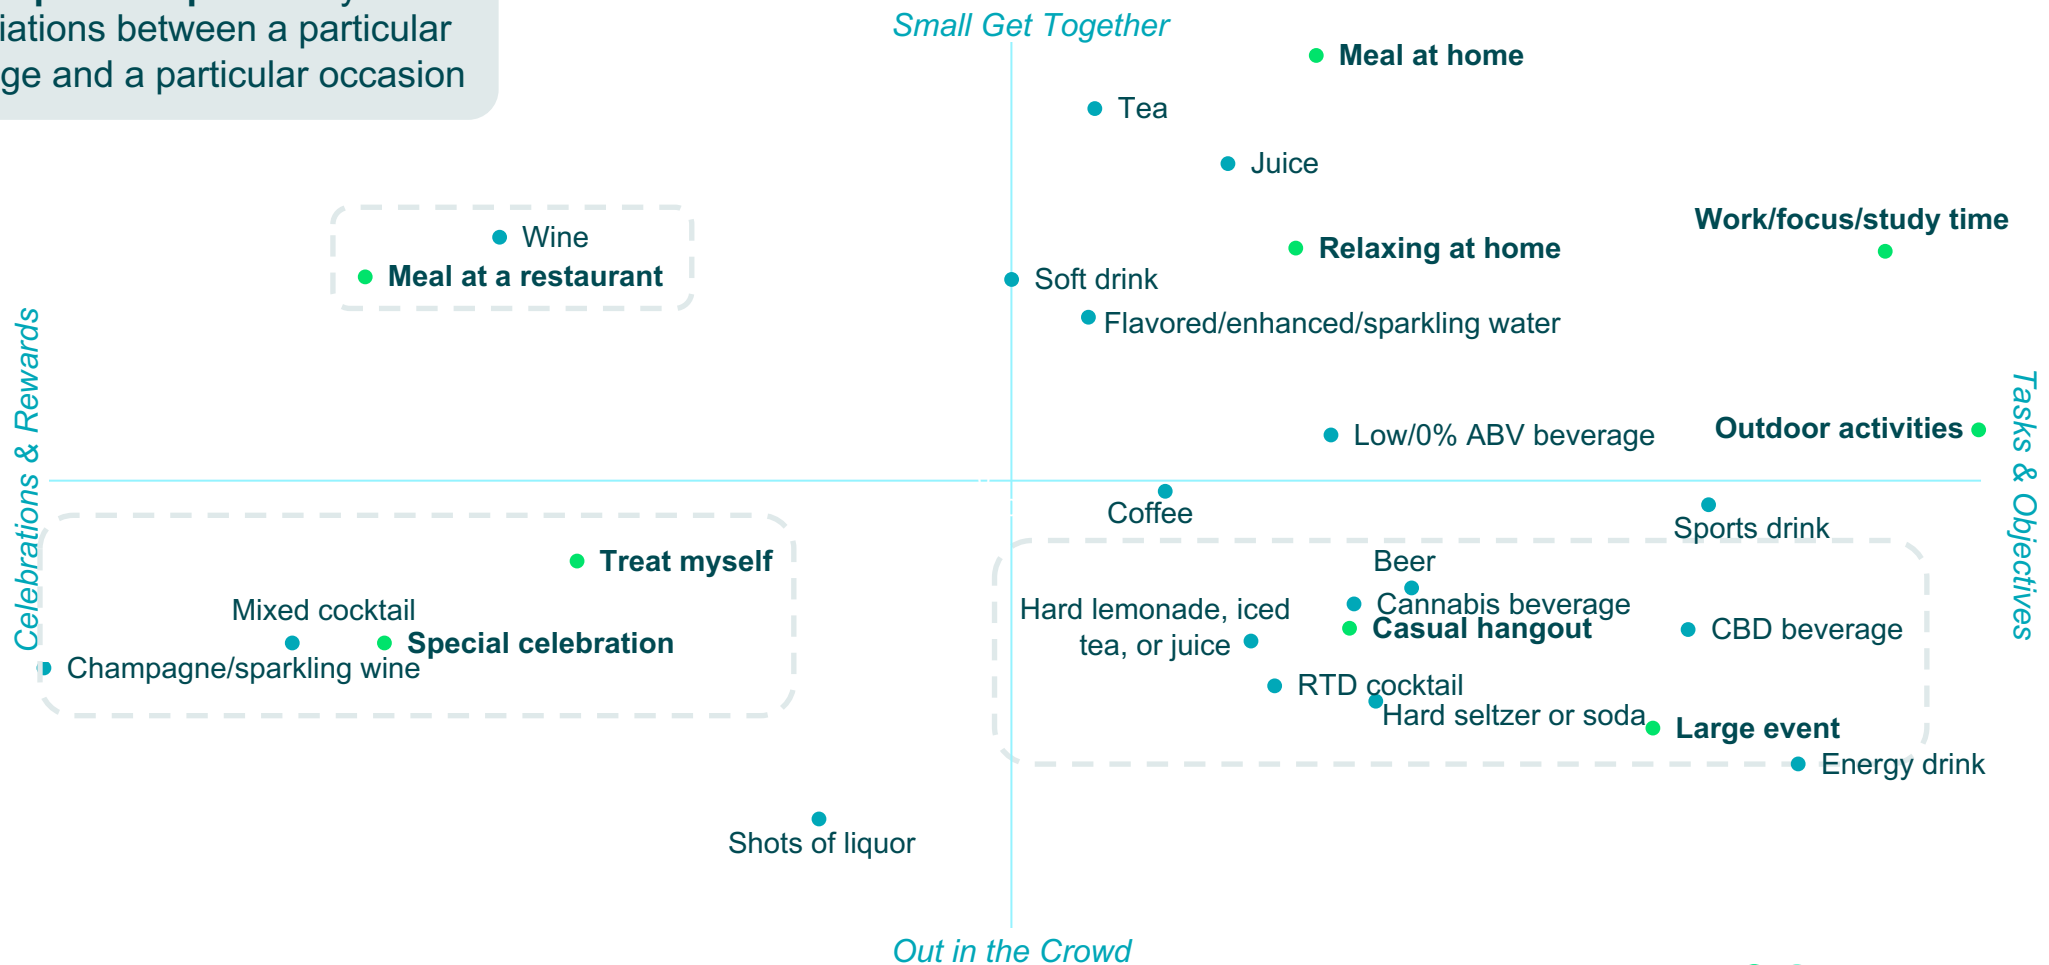 iations between a particular
ge and a particular occasion
Small Get Together
Meal at home
Tea
Juice
Work/focus/study time
Wine
Relaxing at home
Meal at a restaurant
Soft drink
Flavored/enhanced/sparkling water
Celebrations & Rewards
Tasks & Objectives
Low/0% ABV beverage
Outdoor activities
Coffee
Sports drink
Treat myself
Beer
Mixed cocktail
Hard lemonade, iced
tea, or juice
Cannabis beverage
Casual hangout
CBD beverage
Special celebration
Champagne/sparkling wine
RTD cocktail
Hard seltzer or soda
Large event
Energy drink
Shots of liquor
Out in the Crowd